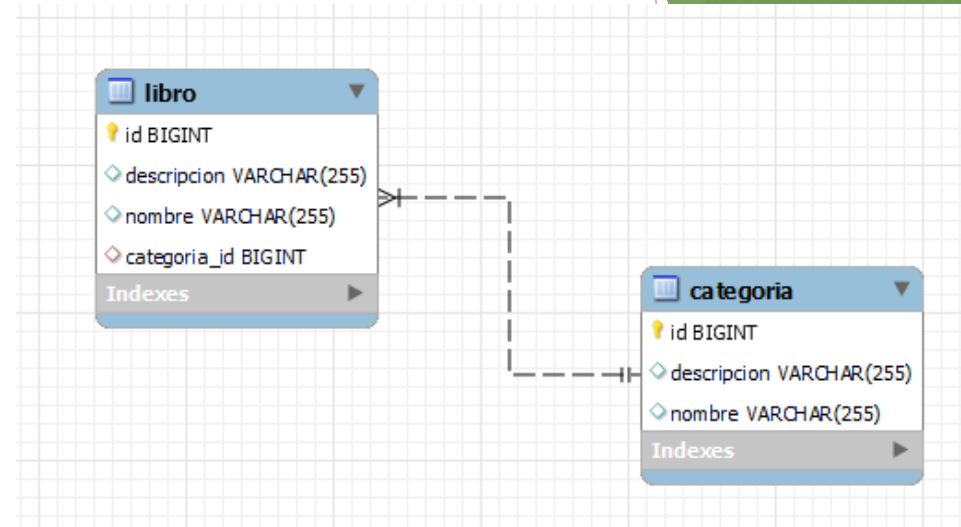 libro
id BIGINT
descripcion VARCHAR(255)
nombre VARCHAR(255)
categoria_id BIGINT
Indexes
categoria
id BIGINT
descripcion VARCHAR(255)
nombre VARCHAR(255)
Indexes